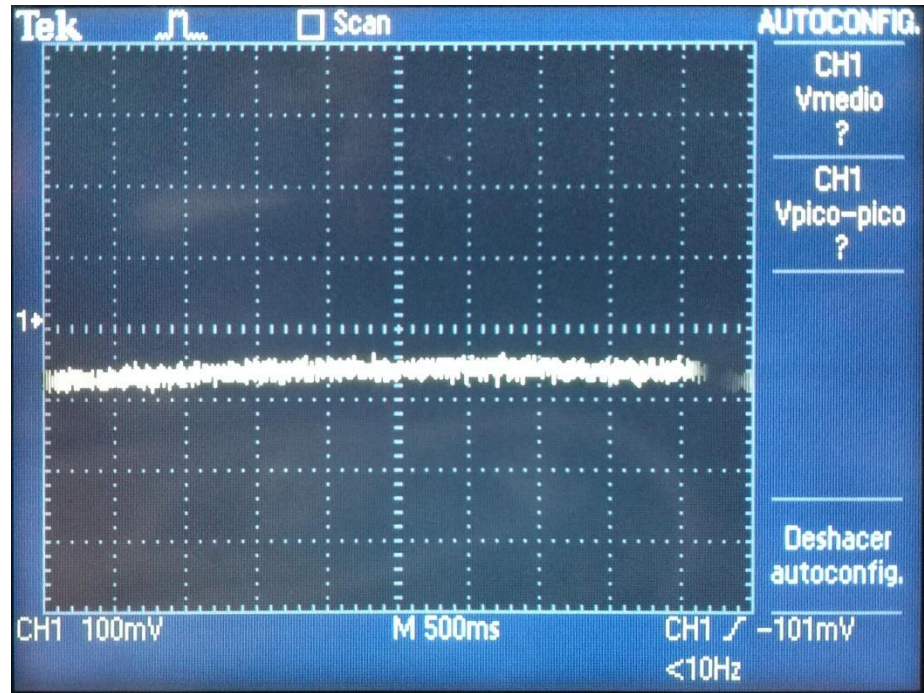 Tek
Scan
AUTOCONFIG.
CH1
Vmedio
?
CH1
Vpico-pico
?
1
Deshacer
autoconfig.
CH1 100mV
M 500ms
CH1
-101mV
<10Hz